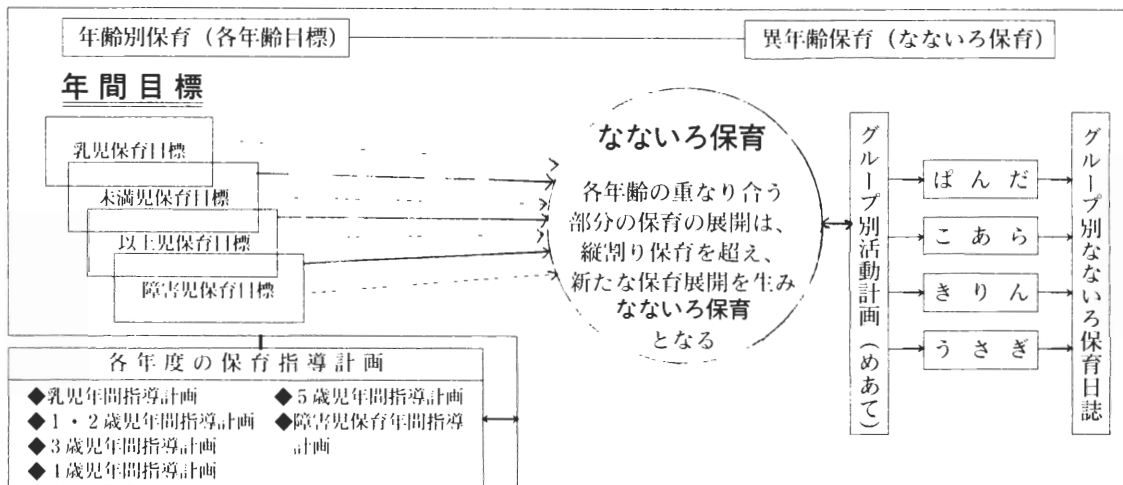 年齢別保育（各年齢目標）
異年齢保育（なないろ保育）
年間目標
乳児保育目標
未満児保育目標
以上児保育目標
障害児保育目標
なないろ保育
各年齢の重なり合う
部分の保育の展開は、
縦割り保育を超え、
新たな保育展開を生み
なないろ保育
となる
グループ別活動計画（めあて）
ぱんだ
こあら
きりん
うさぎ
グループ別なないろ保育日誌
各年度の保育指導計画
◆乳児年間指導計画
◆1・2歳児年間指導計画
◆3歳児年間指導計画
◆4歳児年間指導計画
◆5歳児年間指導計画
◆障害児保育年間指導
計画